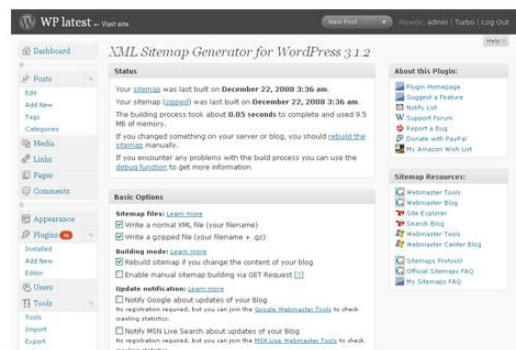 WP latest ← Visit site
New Post
Howdy, admin | Turbo | Log Out
Help
Dashboard
Posts
Edit
Add New
Tags
Categories
Media
Links
Pages
Comments
Appearance
Plugins
Installed
Add New
Editor
Users
Tools
Tools
Import
Export
XML Sitemap Generator for WordPress 3.1.2
Status
Your sitemap was last built on December 22, 2008 3:36 am.
Your sitemap (zipped) was last built on December 22, 2008 3:36 am.
The building process took about 0.05 seconds to complete and used 9.5
MB of memory.
If you changed something on your server or blog, you should rebuild the
sitemap manually.
If you encounter any problems with the build process you can use the
debug function to get more information.
Basic Options
Sitemap files: Learn more
Write a normal XML file (your filename)
Write a gzipped file (your filename + .gz)
Building mode: Learn more
Rebuild sitemap if you change the content of your blog
Enable manual sitemap building via GET Request [?]
Update notification: Learn more
Notify Google about updates of your Blog
No registration required, but you can join the Google Webmaster Tools to check
crawling statistics.
Notify MSN Live Search about updates of your Blog
No registration required, but you can join the MSN Live Webmaster Tools to check
crawling statistics.
About this Plugin:
Plugin Homepage
Suggest a Feature
Notify List
Support Forum
Report a Bug
Donate with PayPal
My Amazon Wish List
Sitemap Resources:
Webmaster Tools
Webmaster Blog
Site Explorer
Search Blog
Webmaster Tools
Webmaster Center Blog
Sitemaps Protocol
Official Sitemaps FAQ
My Sitemaps FAQ